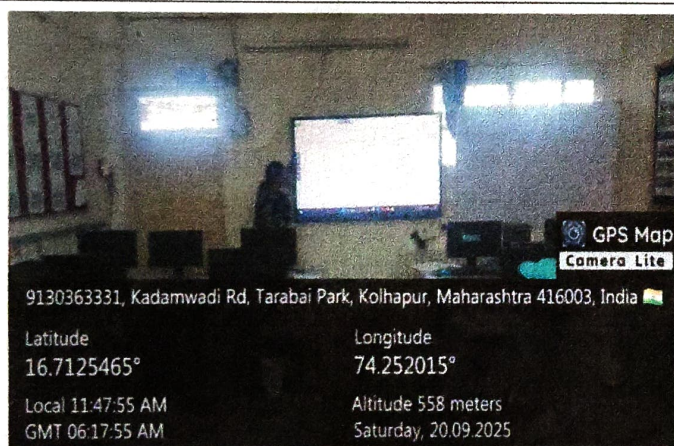 GPS Map
Camera Lite
9130363331, Kadamwadi Rd, Tarabai Park, Kolhapur, Maharashtra 416003, India
Latitude
16.7125465°
Longitude
74.252015°
Local 11:47:55 AM
GMT 06:17:55 AM
Altitude 558 meters
Saturday, 20.09.2025